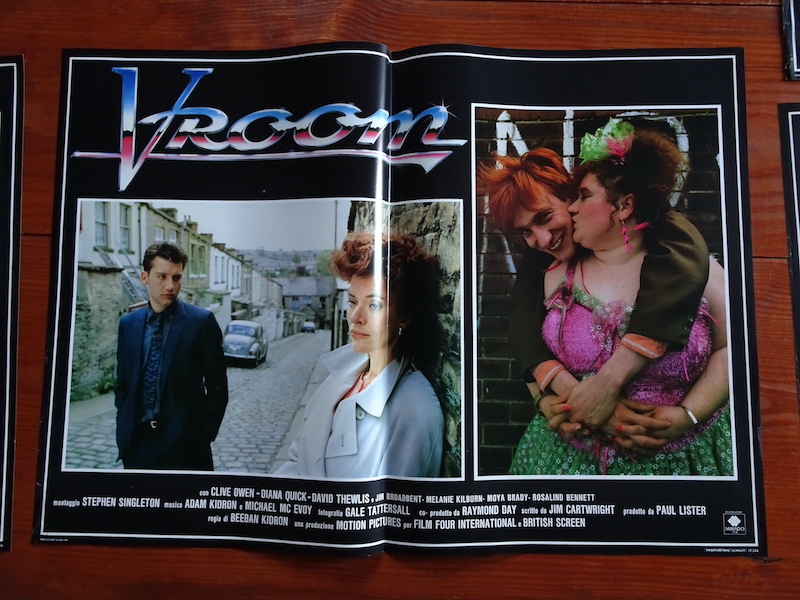 VROOM
NO
con CLIVE OWEN - DIANA QUICK - DAVID THEWLIS e JIM BROADBENT - MELANIE KILBURN - MOYA BRADY - ROSALIND BENNETT
montaggio STEPHEN SINGLETON musica ADAM KIDRON e MICHAEL MC EVOY fotografia GALE TATTERSALL co- prodotto da RAYMOND DAY scritto da JIM CARTWRIGHT prodotto da PAUL LISTER
regia di BEEBAN KIDRON una produzione MOTION PICTURES per FILM FOUR INTERNATIONAL e BRITISH SCREEN
MIKADO